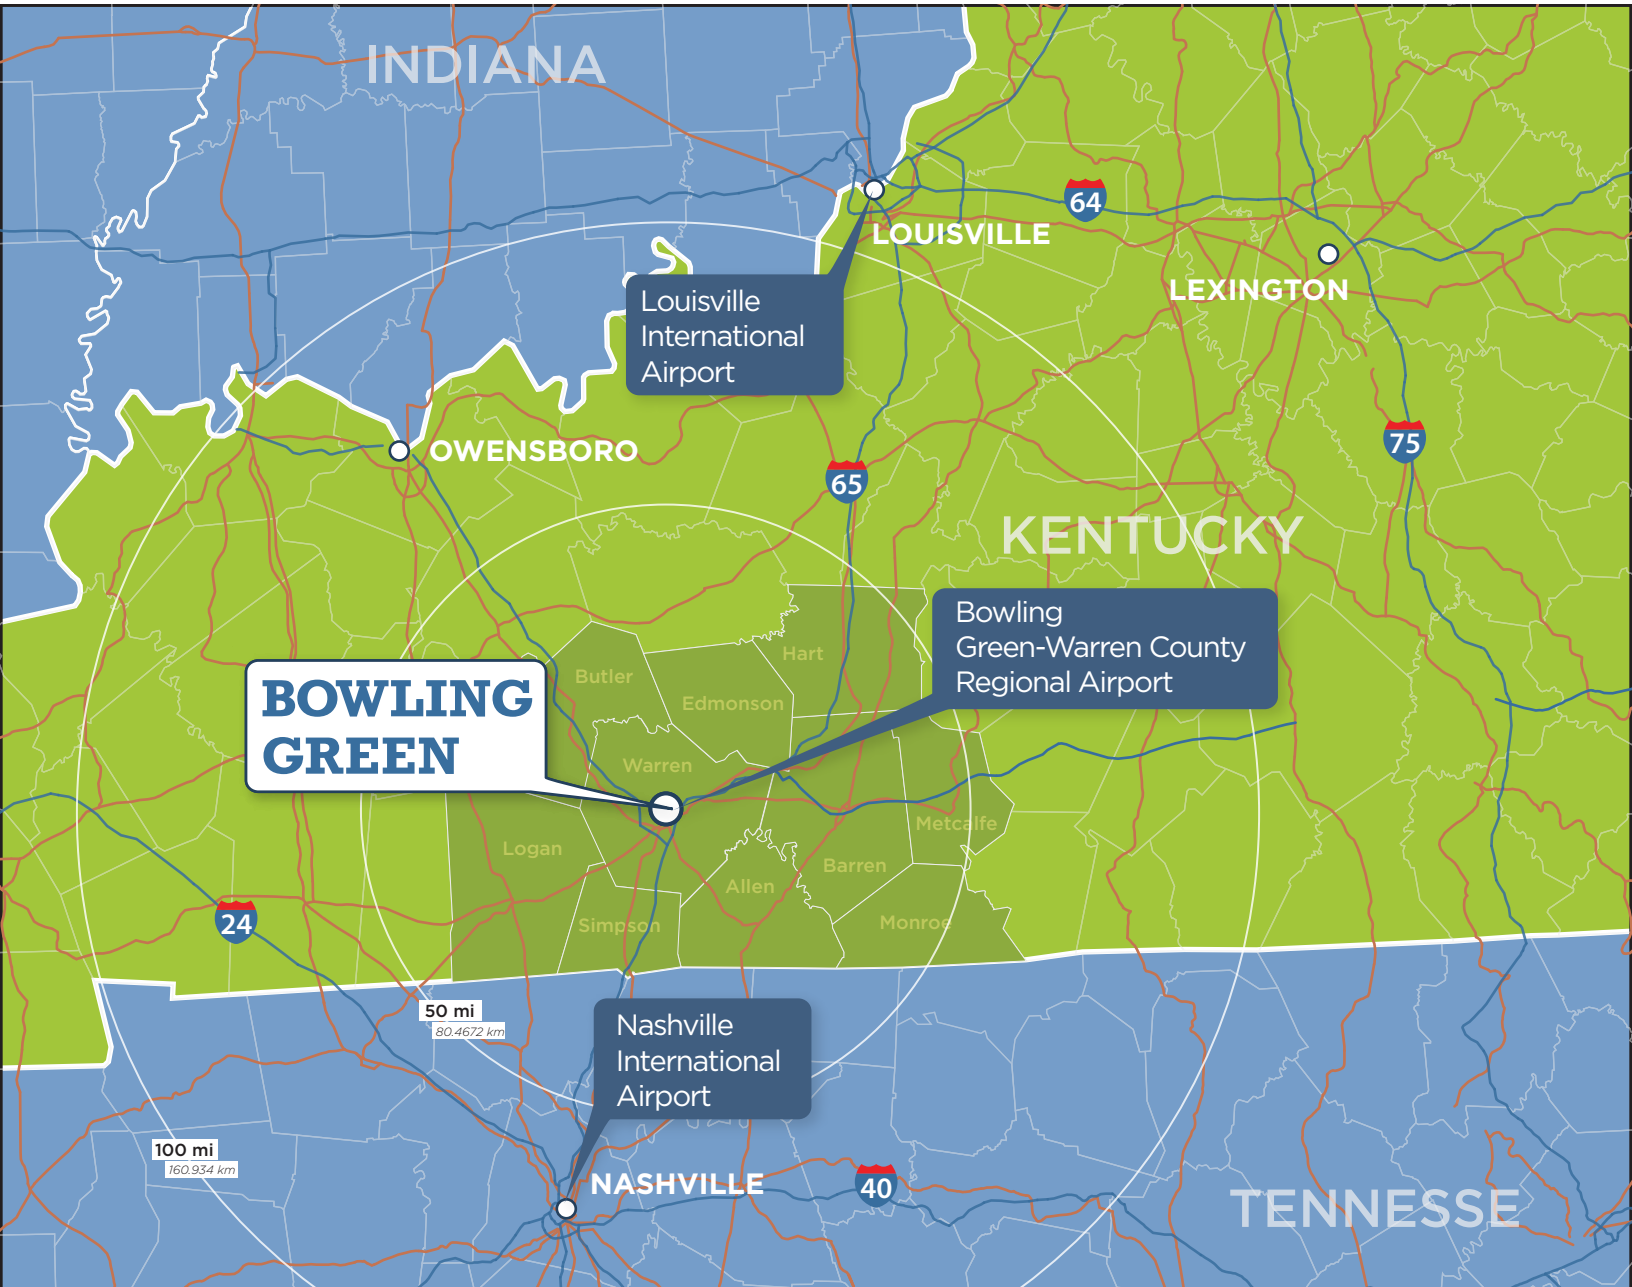 INDIANA
64
LOUISVILLE
LEXINGTON
Louisville
International
Airport
OWENSBORO
75
65
KENTUCKY
Bowling
Green-Warren County
Regional Airport
Hart
Butler
Edmonson
BOWLING
GREEN
Warren
Metcalfe
Logan
Barren
Allen
24
Simpson
Monroe
50 mi
80.4672 km
Nashville
International
Airport
100 mi
160.934 km
NASHVILLE
40
TENNESSE